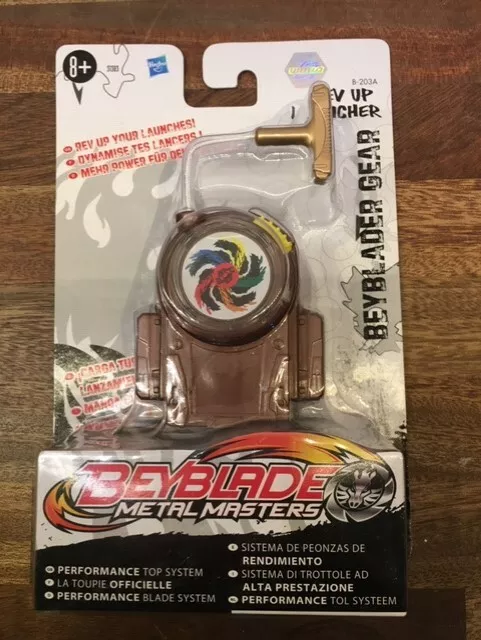 8+
Hasbro
B-203A
EV UP
ICHER
BEYBLADER GEAR
REV UP YOUR LAUNCHES!
DYNAMISE TES LANCERS!
MEHR POWER FÜR DE
¡CARGA TUS
LANZAMIE
BEYBLADE
METAL MASTERS
PERFORMANCE TOP SYSTEM
LA TOUPIE OFFICIELLE
PERFORMANCE BLADE SYSTEM
SISTEMA DE PEONZAS DE
RENDIMIENTO
SISTEMA DI TROTTOLE AD
ALTA PRESTAZIONE
PERFORMANCE TOL SYSTEEM